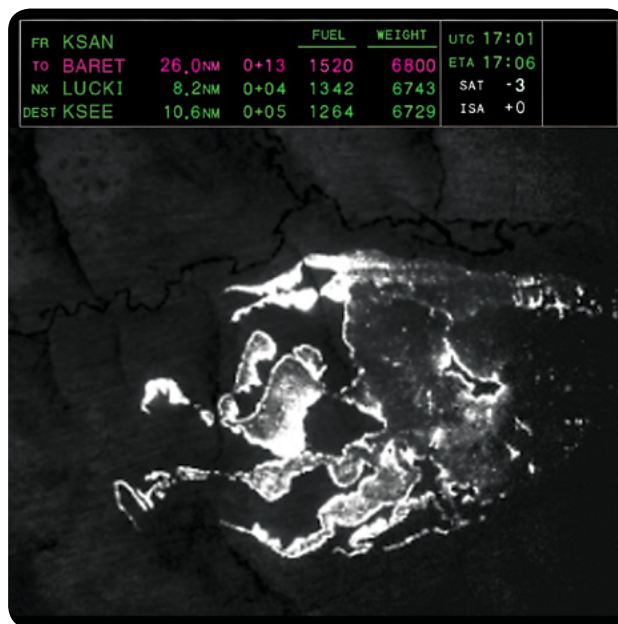 FUEL WEIGHT UTC 17:01
FR KSAN
TO BARET 26.0NM 0+13 1520 6800 ETA 17:06
NX LUCKI 8.2NM 0+04 1342 6743 SAT -3
DEST KSEE 10.6NM 0+05 1264 6729 ISA +0